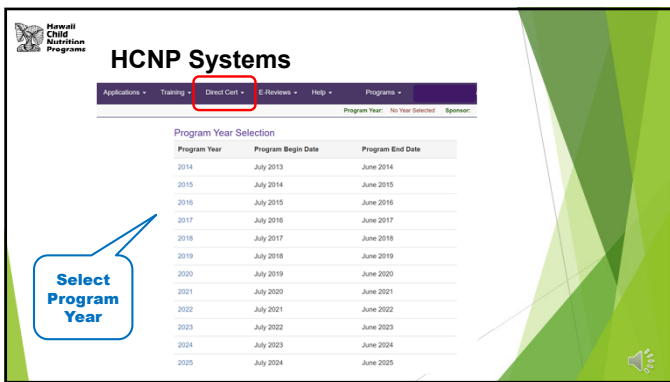 Hawaii
Child
Nutrition
Programs
HCNP Systems
Applications Training Direct Cert E-Reviews Help Programs
Program Year: No Year Selected Sponsor:
Program Year Selection
Program Year Program Begin Date Program End Date
2014 July 2013 June 2014
2015 July 2014 June 2015
2016 July 2015 June 2016
2017 July 2016 June 2017
2018 July 2017 June 2018
2019 July 2018 June 2019
2020 July 2019 June 2020
2021 July 2020 June 2021
2022 July 2021 June 2022
2023 July 2022 June 2023
2024 July 2023 June 2024
2025 July 2024 June 2025
Select
Program
Year